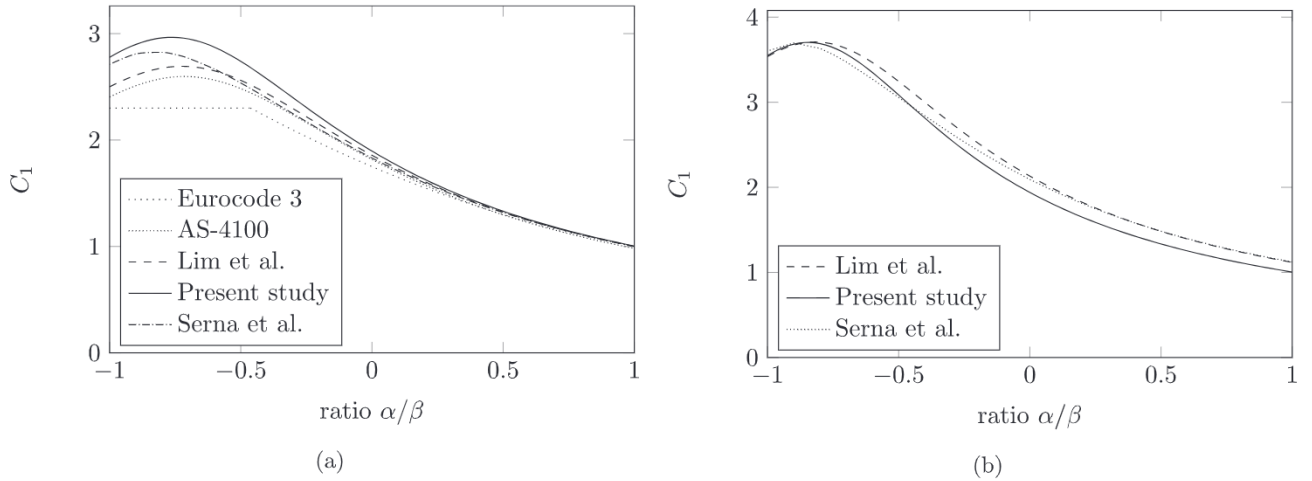 3
2
1
0
C₁
−1
−0.5
0
0.5
1
ratio α/β
Eurocode 3
AS-4100
Lim et al.
Present study
Serna et al.
(a)
4
3
2
1
0
C₁
−1
−0.5
0
0.5
1
ratio α/β
Lim et al.
Present study
Serna et al.
(b)